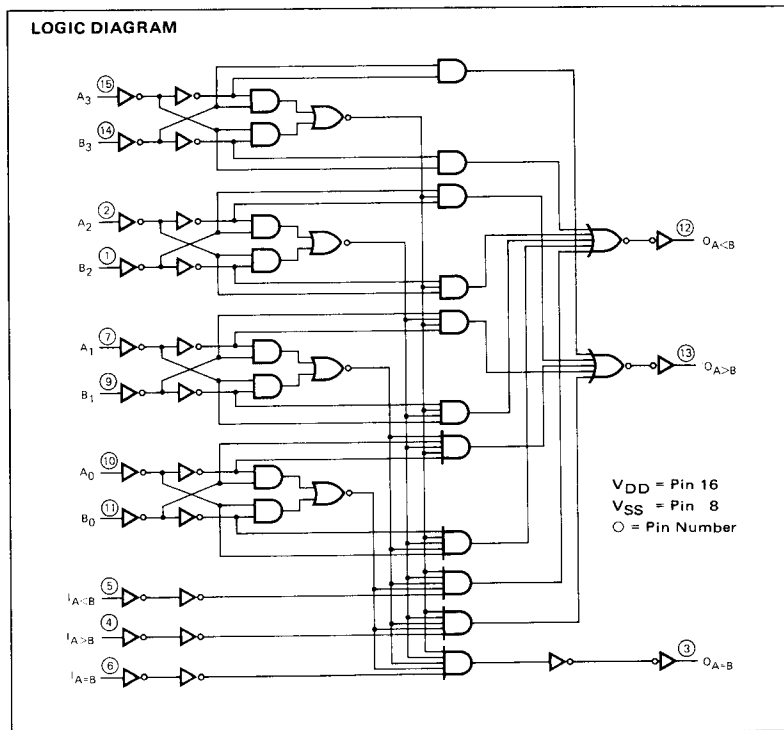 LOGIC DIAGRAM
15
A3
14
B3
2
A2
1
B2
12
OA<B
7
A1
9
B1
13
OA>B
10
A0
11
B0
VDD = Pin 16
VSS = Pin 8
○ = Pin Number
5
IA<B
4
IA>B
6
IA=B
3
OA=B